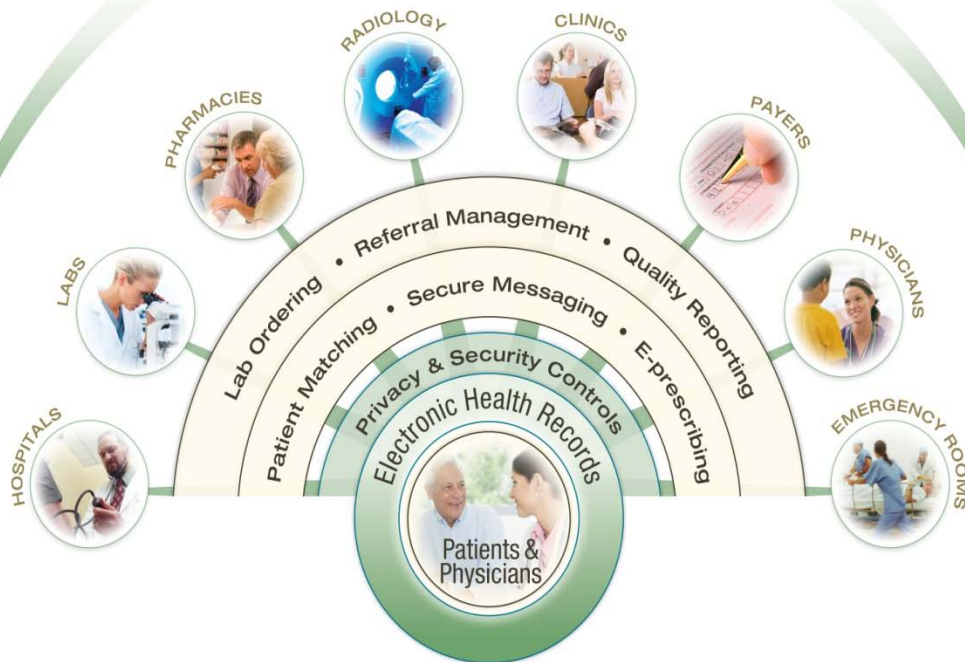 HOSPITALS
LABS
PHARMACIES
RADIOLOGY
CLINICS
PAYERS
PHYSICIANS
EMERGENCY ROOMS
Lab Ordering • Referral Management • Quality Reporting
Patient Matching • Secure Messaging • E-prescribing
Privacy & Security Controls
Electronic Health Records
Patients &
Physicians